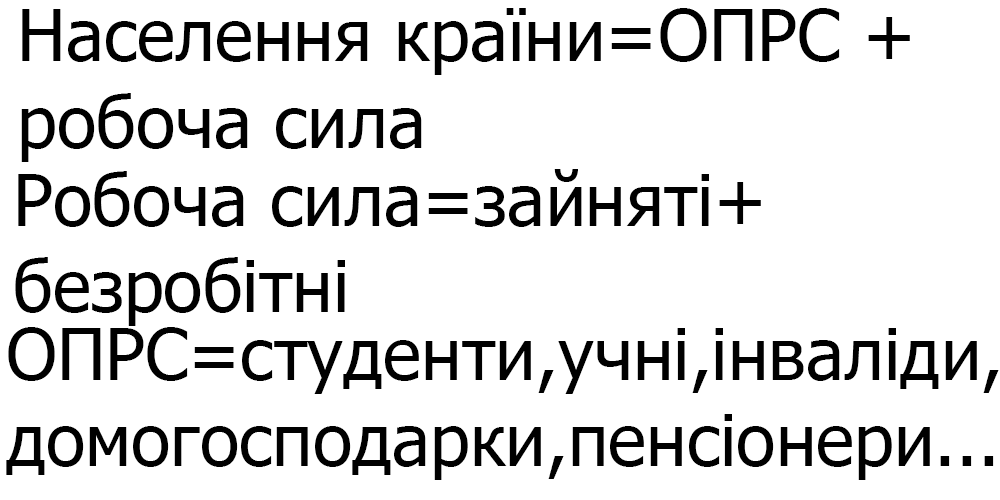 Населення країни=ОПРС +
робоча сила
Робоча сила=зайняті+
безробітні
ОПРС=студенти,учні,інваліди,
домогосподарки,пенсіонери...